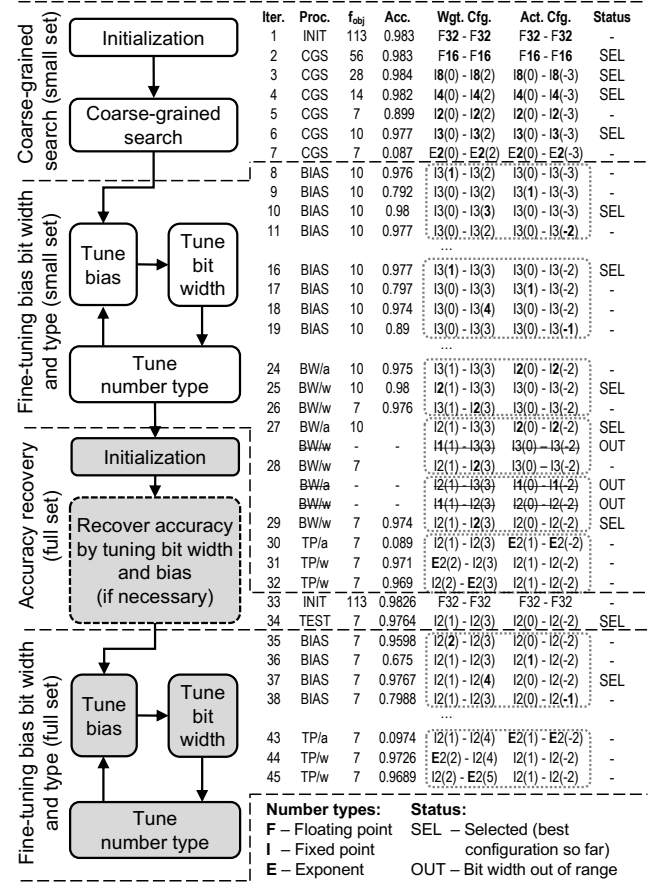 Coarse-grained search (small set)
Initialization
Coarse-grained search
Fine-tuning bias bit width and type (small set)
Tune bias
Tune bit width
Tune number type
Accuracy recovery (full set)
Initialization
Recover accuracy by tuning bit width and bias (if necessary)
Fine-tuning bias bit width and type (full set)
Tune bias
Tune bit width
Tune number type
Iter. Proc. fobj Acc. Wgt. Cfg. Act. Cfg. Status
1 INIT 113 0.983 F32 - F32 F32 - F32 -
2 CGS 56 0.983 F16 - F16 F16 - F16 SEL
3 CGS 28 0.984 I8(0) - I8(2) I8(0) - I8(-3) SEL
4 CGS 14 0.982 I4(0) - I4(2) I4(0) - I4(-3) SEL
5 CGS 7 0.899 I2(0) - I2(2) I2(0) - I2(-3) -
6 CGS 10 0.977 I3(0) - I3(2) I3(0) - I3(-3) SEL
7 CGS 7 0.087 E2(0) - E2(2) E2(0) - E2(-3) -
8 BIAS 10 0.976 I3(1) - I3(2) I3(0) - I3(-3) -
9 BIAS 10 0.792 I3(0) - I3(2) I3(1) - I3(-3) -
10 BIAS 10 0.98 I3(0) - I3(3) I3(0) - I3(-3) SEL
11 BIAS 10 0.977 I3(0) - I3(2) I3(0) - I3(-2) -
...
16 BIAS 10 0.977 I3(1) - I3(3) I3(0) - I3(-2) SEL
17 BIAS 10 0.797 I3(0) - I3(3) I3(1) - I3(-2) -
18 BIAS 10 0.974 I3(0) - I3(4) I3(0) - I3(-2) -
19 BIAS 10 0.89 I3(0) - I3(3) I3(0) - I3(-1) -
...
24 BW/a 10 0.975 I3(1) - I3(3) I2(0) - I2(-2) -
25 BW/w 10 0.98 I2(1) - I3(3) I3(0) - I3(-2) SEL
26 BW/w 7 0.976 I3(1) - I2(3) I3(0) - I3(-2) -
27 BW/a 10 I2(1) - I3(3) I2(0) - I2(-2) SEL
BW/w - - I1(1) - I3(3) I3(0) – I3(-2) OUT
28 BW/w 7 I2(1) - I2(3) I3(0) – I3(-2) -
BW/a - - I2(1) - I3(3) I1(0) - I1(-2) OUT
BW/w - - I1(1) - I2(3) I2(0) - I2(-2) OUT
29 BW/w 7 0.974 I2(1) - I2(3) I2(0) - I2(-2) SEL
30 TP/a 7 0.089 I2(1) - I2(3) E2(1) - E2(-2) -
31 TP/w 7 0.971 E2(2) - I2(3) I2(1) - I2(-2) -
32 TP/w 7 0.969 I2(2) - E2(3) I2(1) - I2(-2) -
33 INIT 113 0.9826 F32 - F32 F32 - F32 -
34 TEST 7 0.9764 I2(1) - I2(3) I2(0) - I2(-2) SEL
35 BIAS 7 0.9598 I2(2) - I2(3) I2(0) - I2(-2) -
36 BIAS 7 0.675 I2(1) - I2(3) I2(1) - I2(-2) -
37 BIAS 7 0.9767 I2(1) - I2(4) I2(0) - I2(-2) SEL
38 BIAS 7 0.7988 I2(1) - I2(3) I2(0) - I2(-1) -
...
43 TP/a 7 0.0974 I2(1) - I2(4) E2(1) - E2(-2) -
44 TP/w 7 0.9726 E2(2) - I2(4) I2(1) - I2(-2) -
45 TP/w 7 0.9689 I2(2) - E2(5) I2(1) - I2(-2) -
Number types: Status:
F – Floating point SEL – Selected (best
I – Fixed point configuration so far)
E – Exponent OUT – Bit width out of range